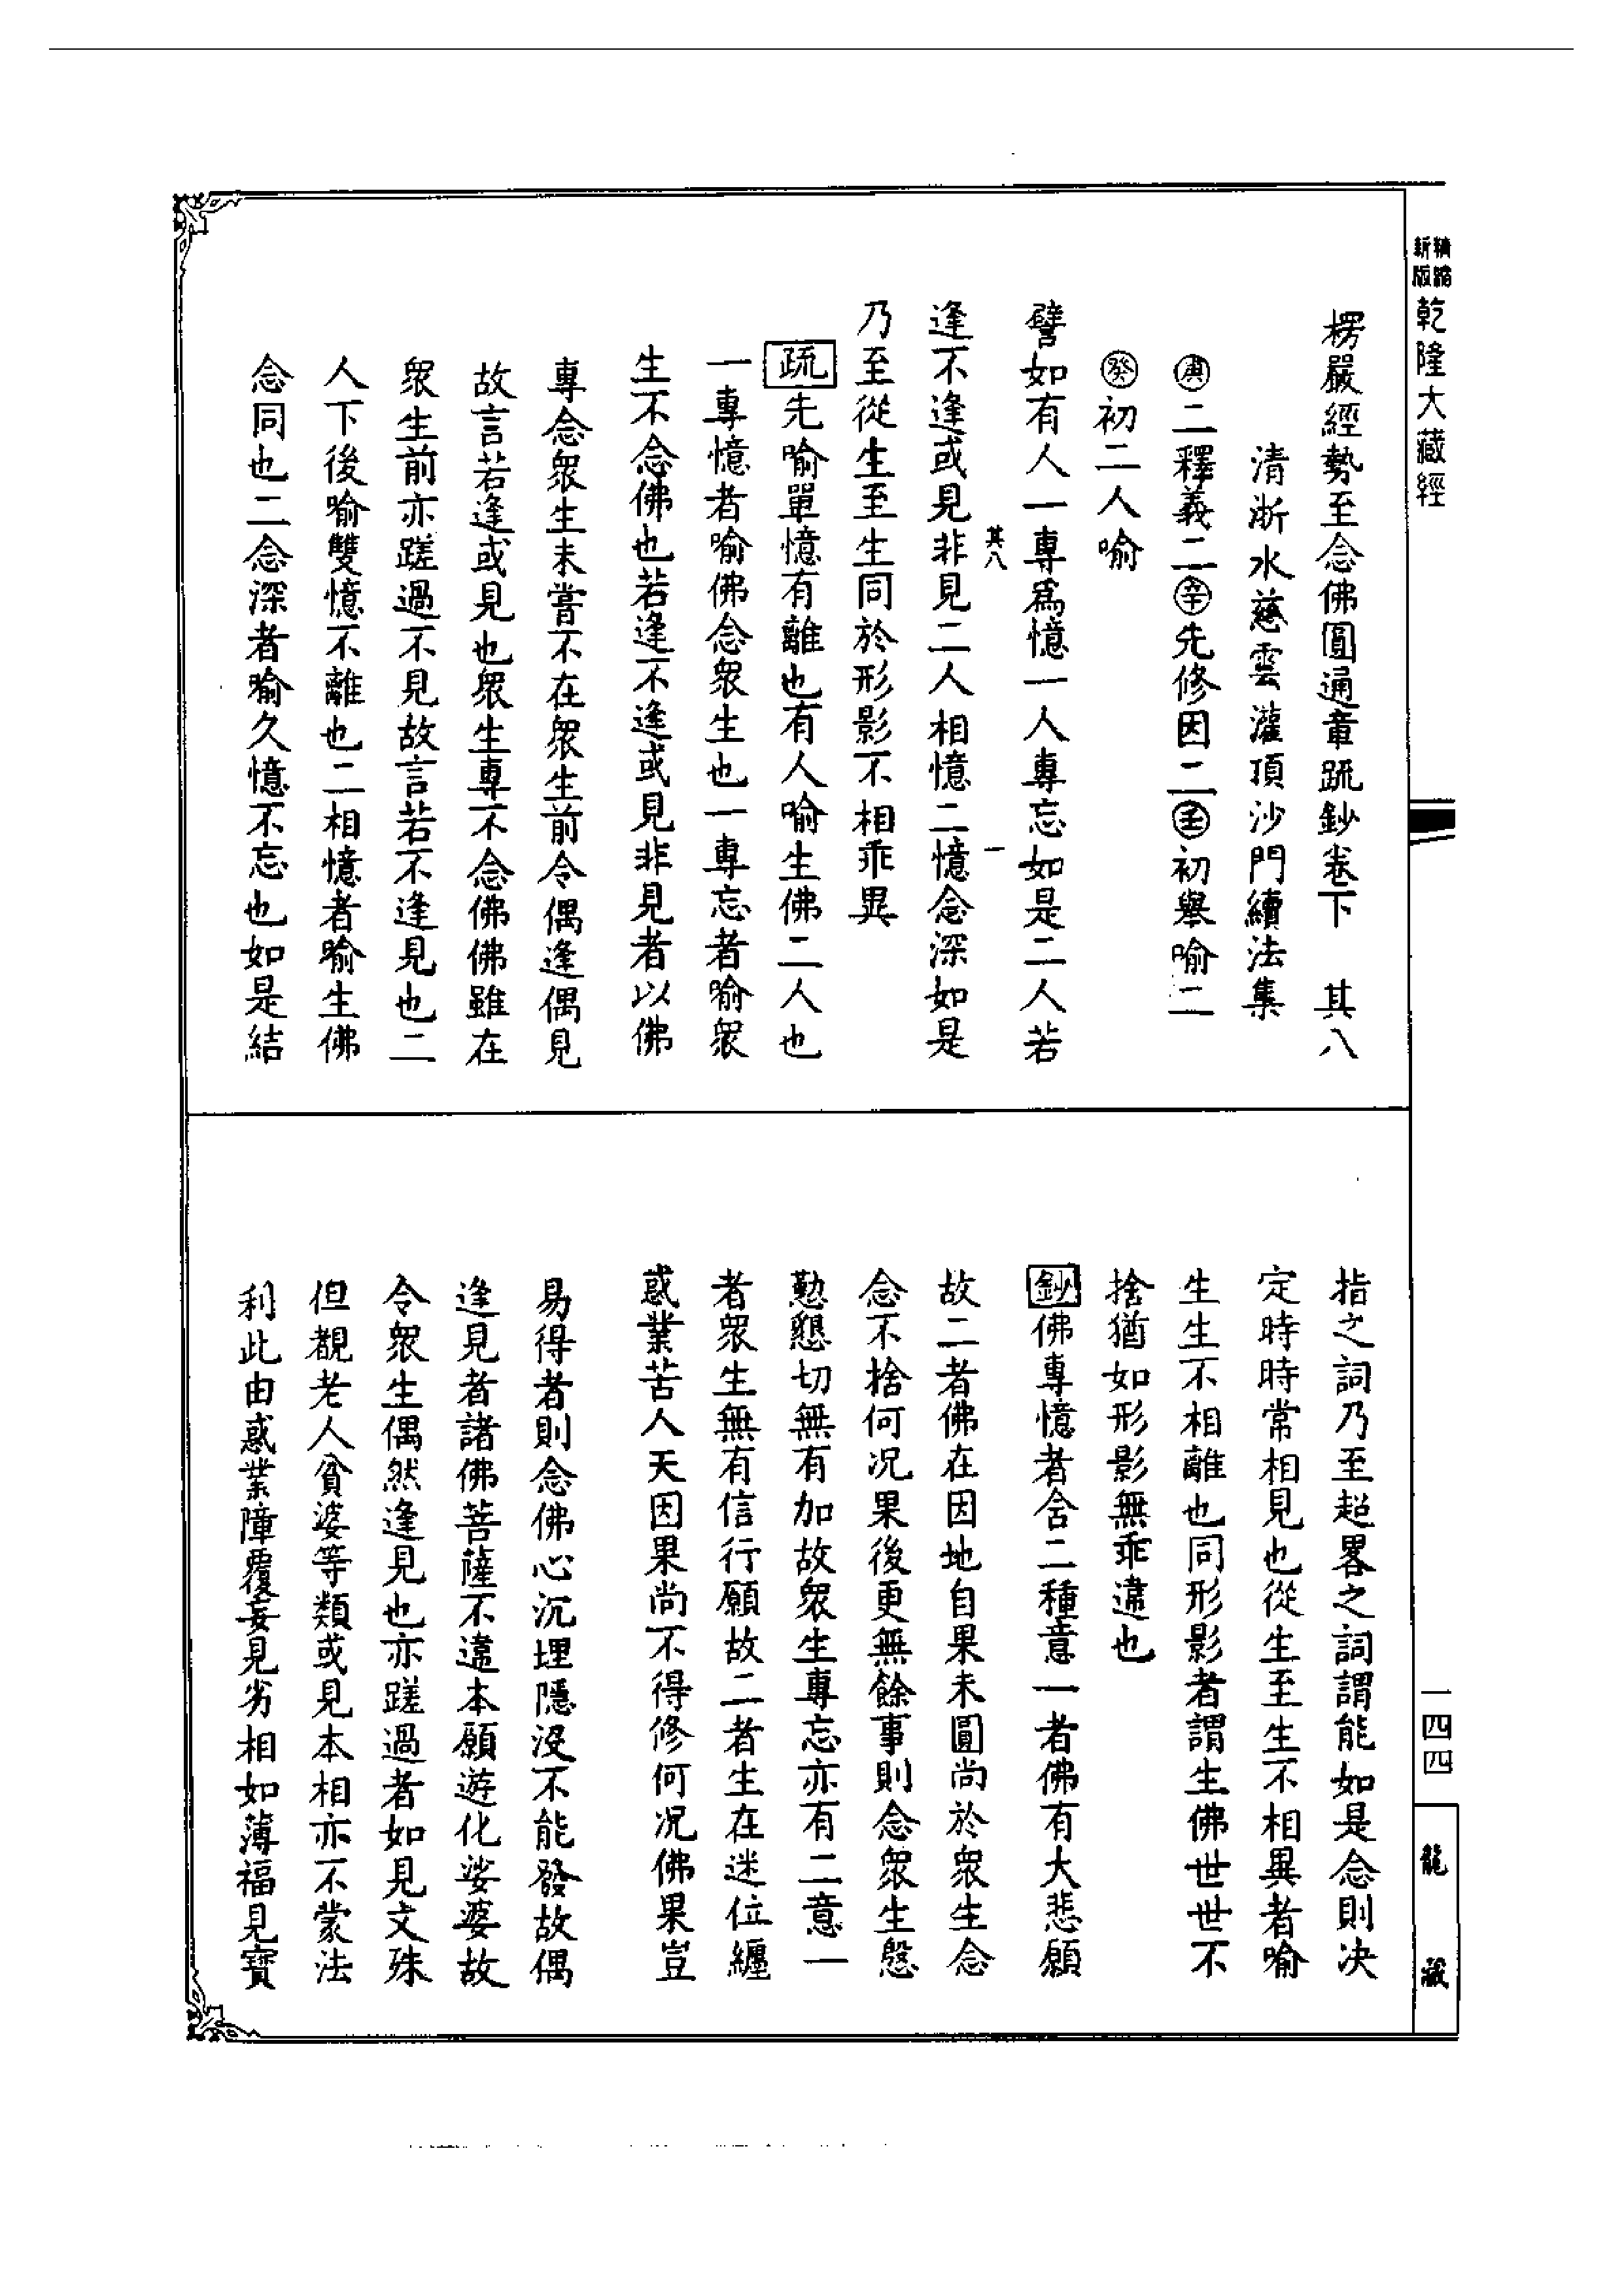 楞嚴經勢至念佛圓通章疏鈔卷下 其八
清浙水慈雲灌頂沙門續法集
庚二釋義二辛先修因二壬初舉喻二
癸初二人喻
譬如有人一專為憶一人專忘如是二人若
其八 一
逢不逢或見非見二人相憶二憶念深如是
乃至從生至生同於形影不相乖異
疏先喻單憶有離也有人喻生佛二人也
一專憶者喻佛念眾生也一專忘者喻眾
生不念佛也若逢不逢或見非見者以佛
專念眾生未嘗不在眾生前令偶逢偶見
故言若逢或見也眾生專不念佛佛雖在
眾生前亦蹉過不見故言若不逢見也二
人下後喻雙憶不離也二相憶者喻生佛
念同也二念深者喻久憶不忘也如是結
指之詞乃至超畧之詞謂能如是念則决
定時時常相見也從生至生不相異者喻
生生不相離也同形影者謂生佛世世不
捨猶如形影無乖違也
鈔佛專憶者含二種意一者佛有大悲願
故二者佛在因地自果未圓尚於眾生念
念不捨何况果後更無餘事則念眾生慇
懃懇切無有加故眾生專忘亦有二意一
者眾生無有信行願故二者生在迷位纏
惑業苦人天因果尚不得修何况佛果豈
易得者則念佛心沉埋隱沒不能發故偶
逢見者諸佛菩薩不違本願遊化娑婆故
令眾生偶然逢見也亦蹉過者如見文殊
但覩老人貧婆等類或見本相亦不蒙法
利此由惑業障覆妄見劣相如薄福見寶
精縮新版乾隆大藏經
一四四
龍藏